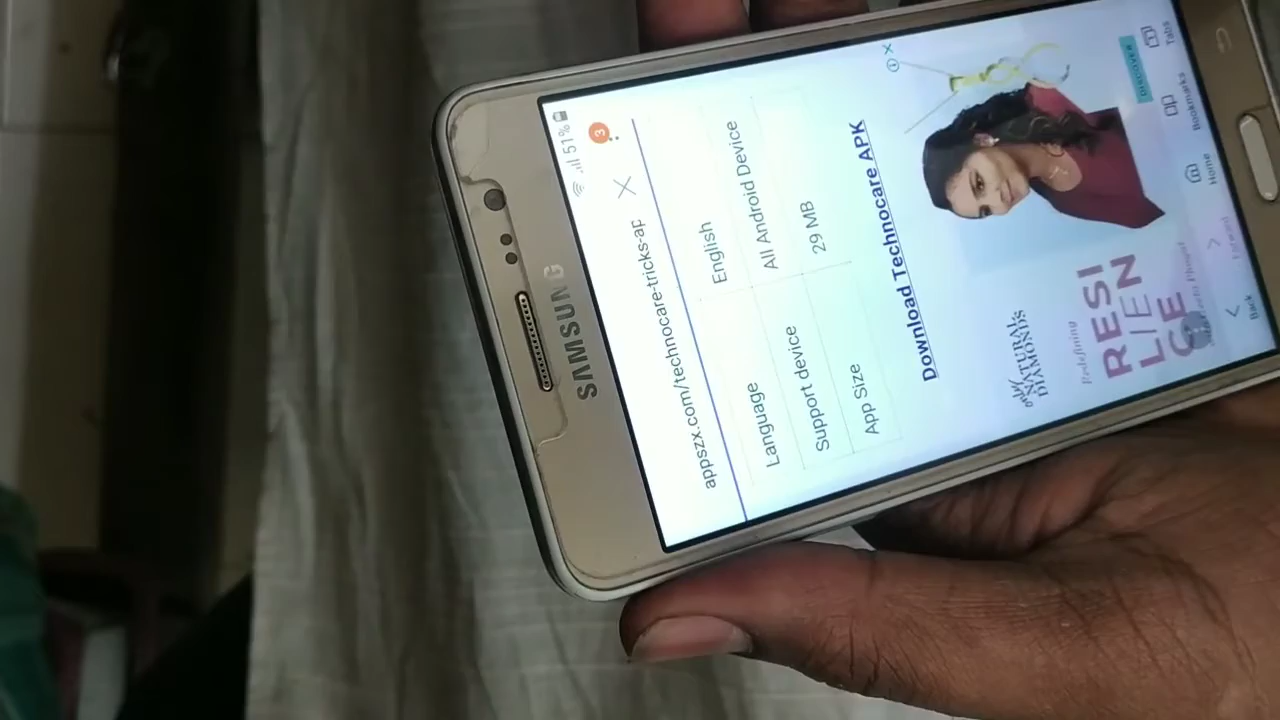 SAMSUNG
51%
3
appszx.com/technocare-tricks-ap
Language English
Support device All Android Device
App Size 29 MB
Download Technocare APK
only
NATURAL
DIAMONDS
Redefining
RESI
LIEN
CE
DISCOVER
Back
Home
Bookmarks
Tabs